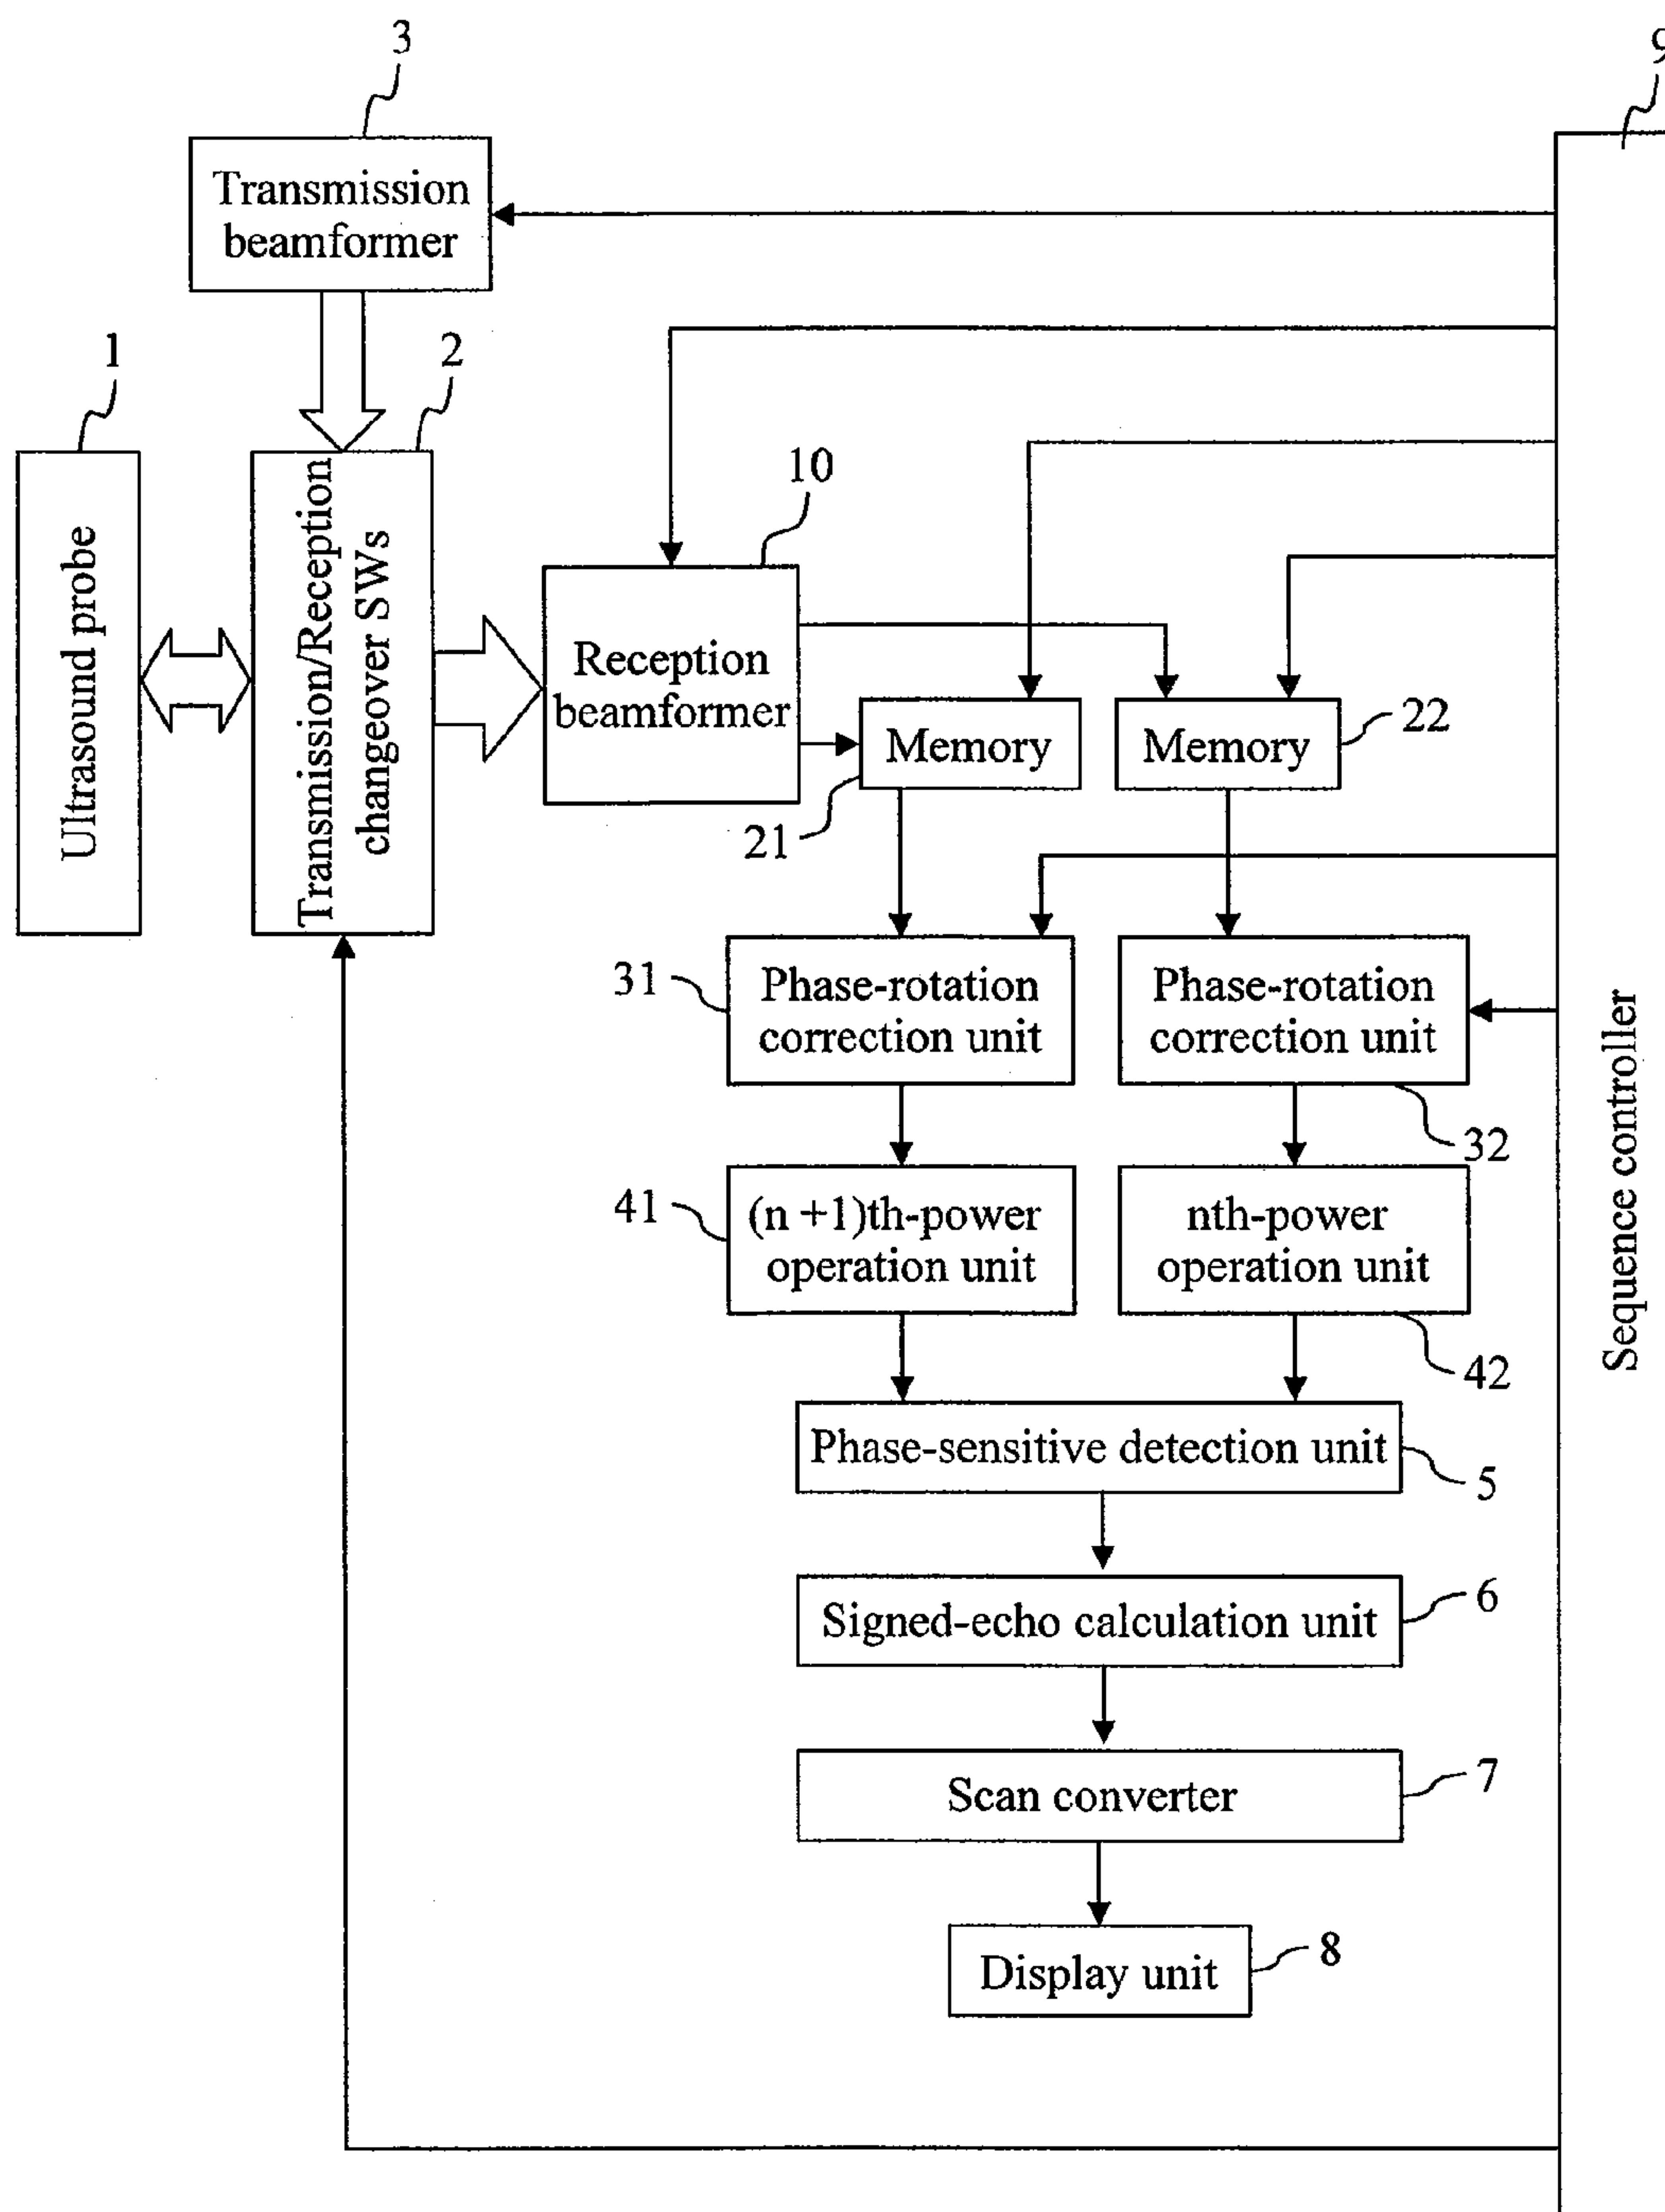 3
9
Transmission
beamformer
1
2
10
Ultrasound probe
Transmission/Reception
changeover SWs
Reception
beamformer
Memory
Memory
22
21
31
Phase-rotation
correction unit
Phase-rotation
correction unit
32
Sequence controller
41
(n +1)th-power
operation unit
nth-power
operation unit
42
Phase-sensitive detection unit
5
Signed-echo calculation unit
6
Scan converter
7
Display unit
8